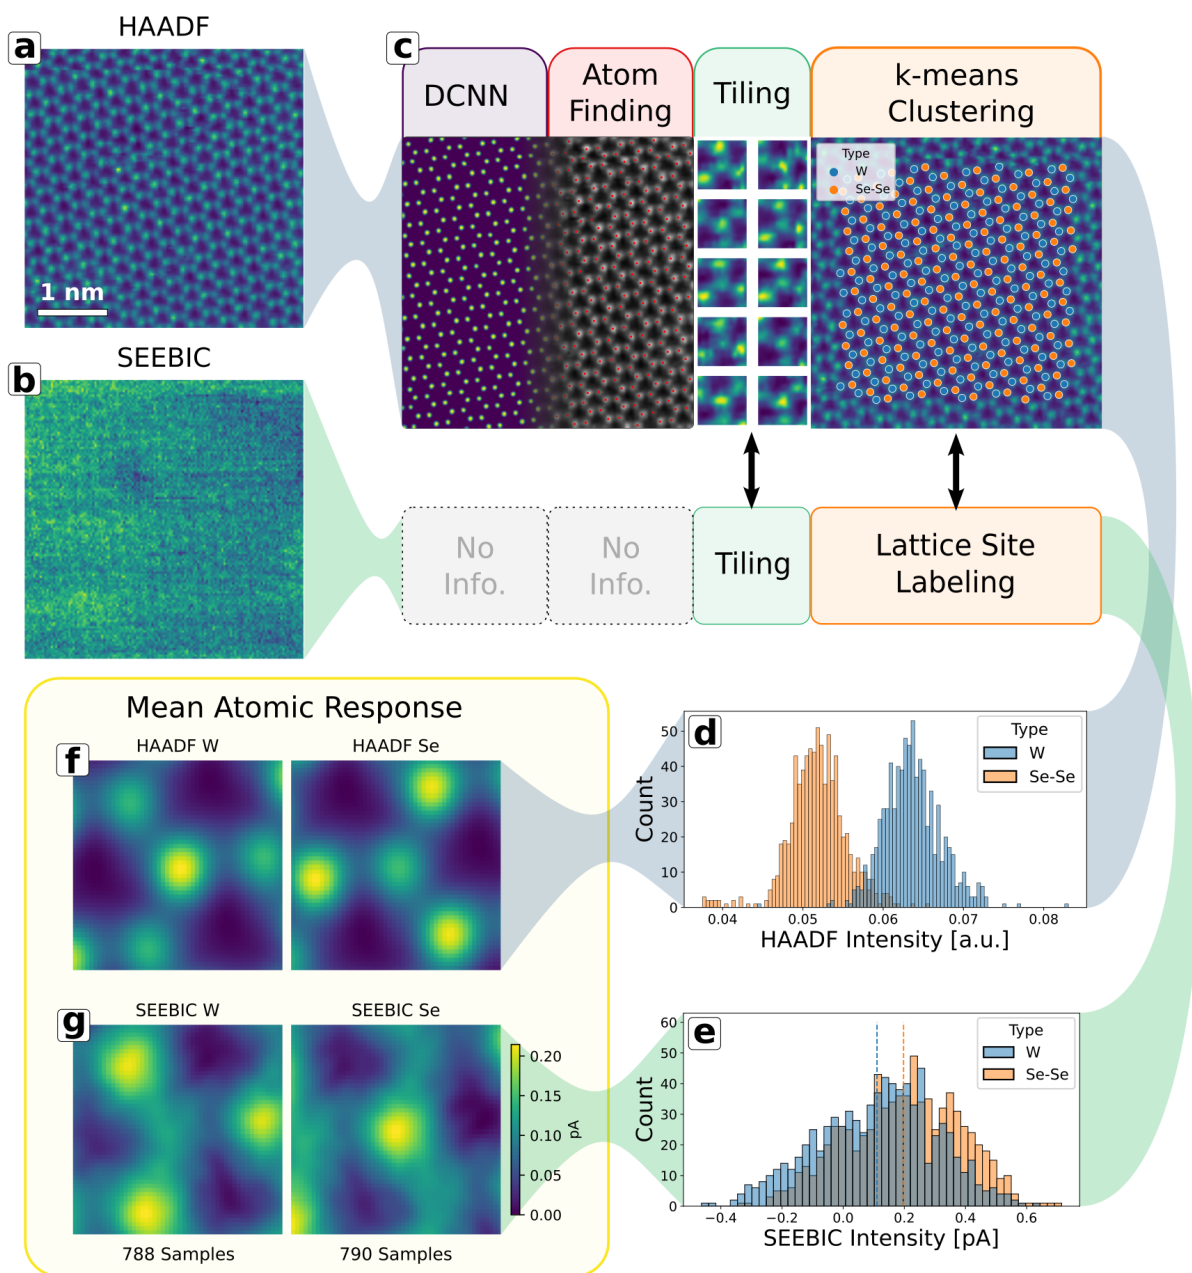 a
HAADF
1 nm
b
SEEBIC
c
DCNN
Atom
Finding
Tiling
k-means
Clustering
Type
W
Se-Se
No
Info.
No
Info.
Tiling
Lattice Site
Labeling
Mean Atomic Response
f
HAADF W
HAADF Se
g
SEEBIC W
SEEBIC Se
0.20
0.15
0.10
0.05
0.00
pA
788 Samples
790 Samples
d
Type
W
Se-Se
Count
50
40
30
20
10
0
0.04 0.05 0.06 0.07 0.08
HAADF Intensity [a.u.]
e
Type
W
Se-Se
Count
60
50
40
30
20
10
0
−0.4 −0.2 0.0 0.2 0.4 0.6
SEEBIC Intensity [pA]